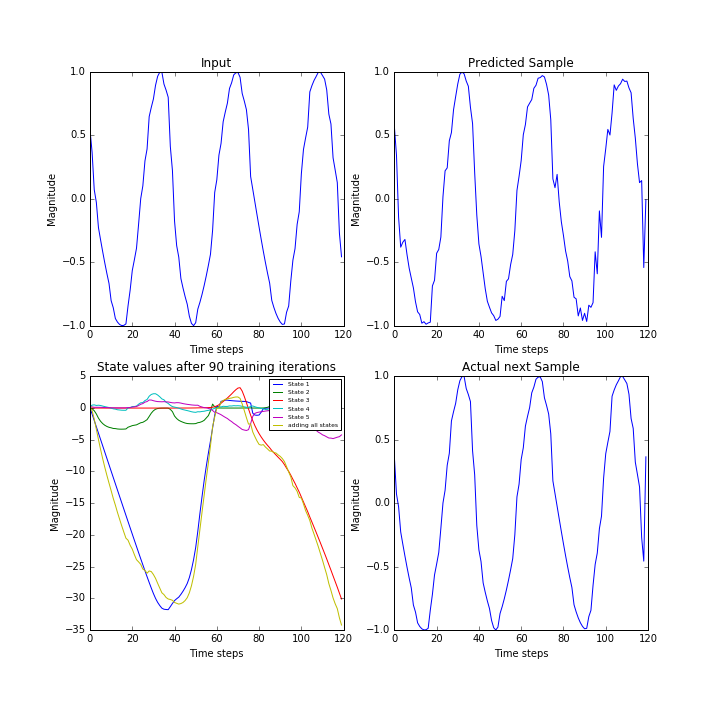 Input
Magnitude
1.0
0.5
0.0
−0.5
−1.0
0 20 40 60 80 100 120
Time steps
Predicted Sample
Magnitude
1.0
0.5
0.0
−0.5
−1.0
0 20 40 60 80 100 120
Time steps
State values after 90 training iterations
Magnitude
5
0
−5
−10
−15
−20
−25
−30
−35
0 20 40 60 80 100 120
Time steps
State 1
State 2
State 3
State 4
State 5
adding all states
Actual next Sample
Magnitude
1.0
0.5
0.0
−0.5
−1.0
0 20 40 60 80 100 120
Time steps